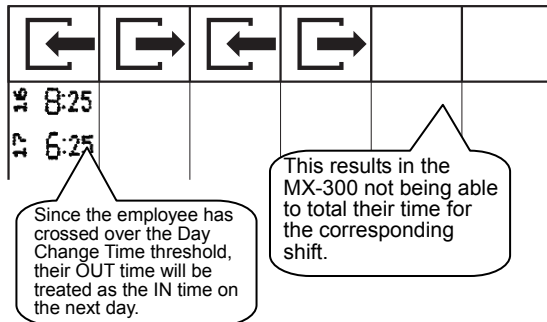 16 8:25
17 6:25
Since the employee has
crossed over the Day
Change Time threshold,
their OUT time will be
treated as the IN time on
the next day.
This results in the
MX-300 not being able
to total their time for
the corresponding
shift.